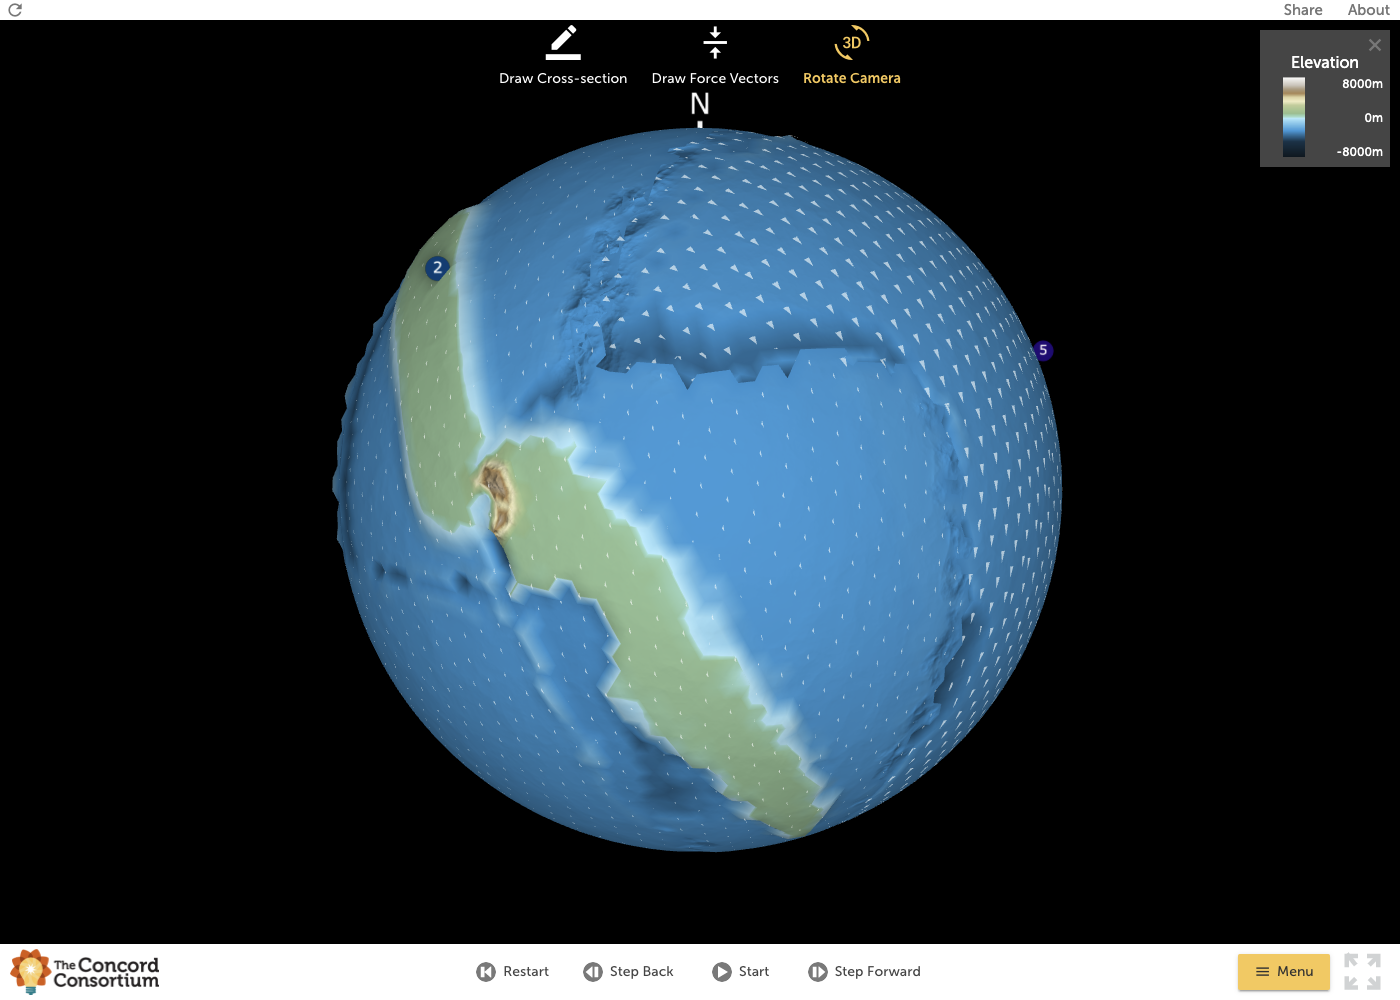 Share About
Draw Cross-section Draw Force Vectors Rotate Camera
3D
N
Elevation
8000m
0m
-8000m
2
5
The Concord
Consortium
Restart Step Back Start Step Forward
Menu